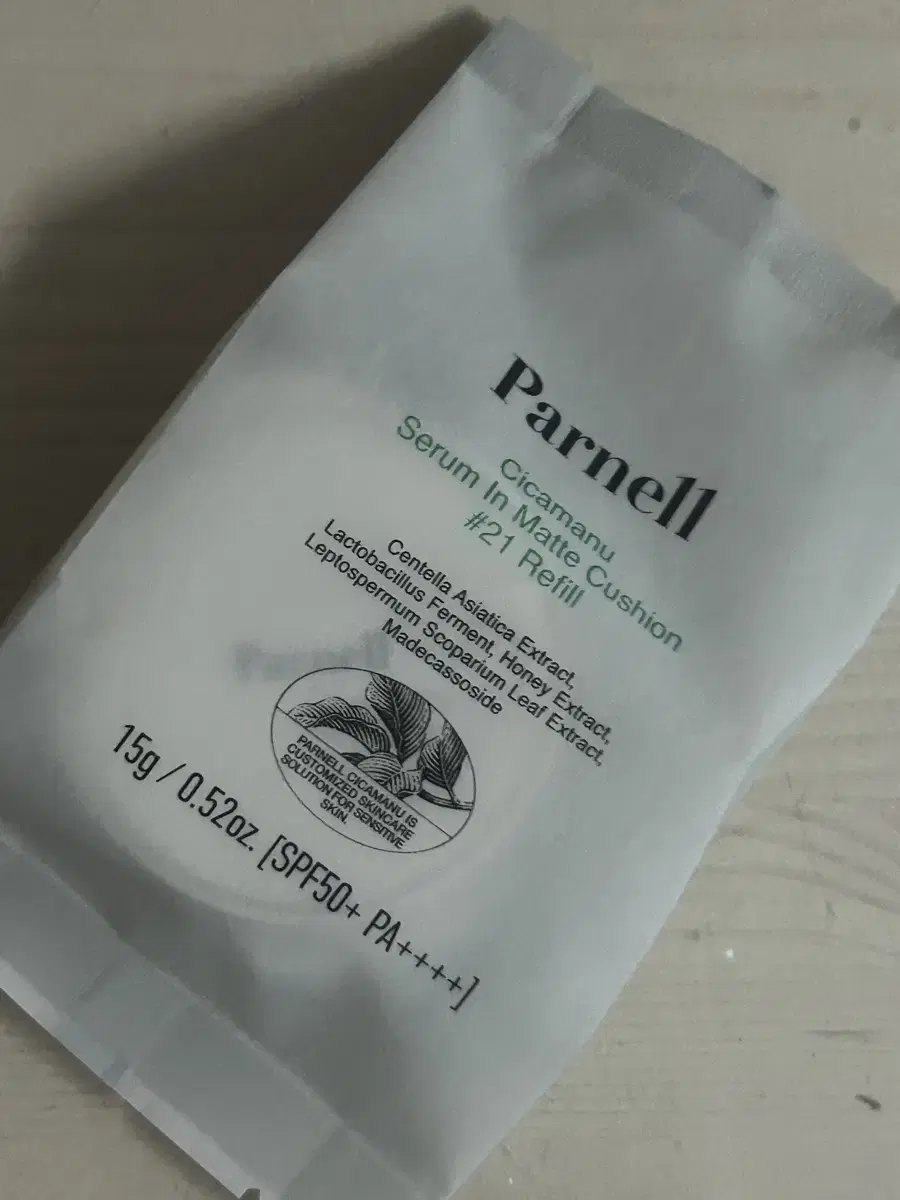 Parnell
Cicamanu
Serum In Matte Cushion
#21 Refill
Centella Asiatica Extract,
Lactobacillus Ferment, Honey Extract,
Leptospermum Scoparium Leaf Extract,
Madecassoside
Parnell
PARNELL CICAMANU IS
CUSTOMIZED SKINCARE
SOLUTION FOR SENSITIVE
SKIN.
15g / 0.52oz. [SPF50+ PA++++]